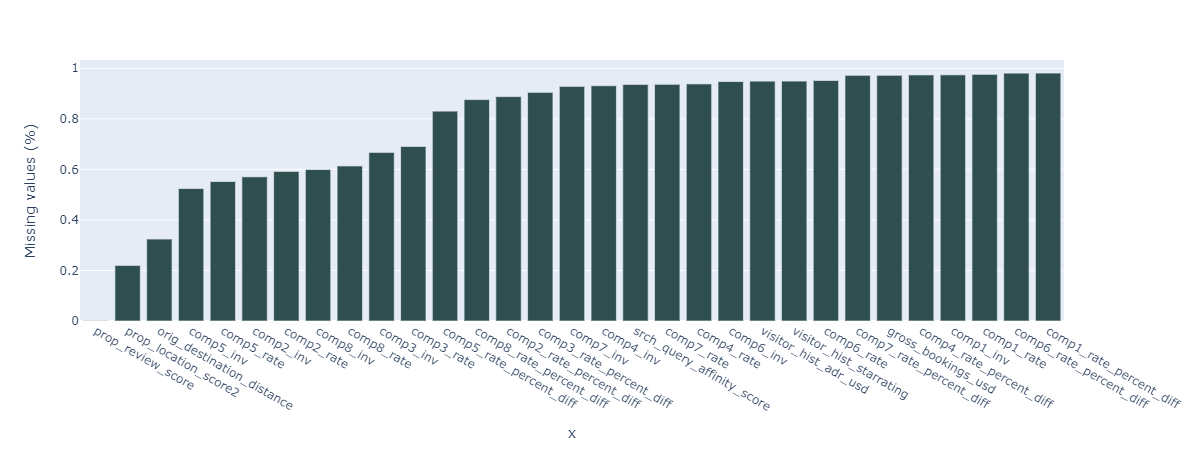 Missing values (%)
1
0.8
0.6
0.4
0.2
0
prop_review_score
prop_location_score2
orig_destination_distance
comp5_inv
comp5_rate
comp2_inv
comp2_rate
comp8_inv
comp8_rate
comp3_inv
comp3_rate
comp5_rate_percent_diff
comp8_rate_percent_diff
comp2_rate_percent_diff
comp3_rate_percent_diff
comp7_inv
comp4_inv
srch_query_affinity_score
comp7_rate
comp4_rate
comp6_inv
visitor_hist_adr_usd
visitor_hist_starrating
comp6_rate
comp7_rate_percent_diff
gross_bookings_usd
comp4_rate_percent_diff
comp1_inv
comp1_rate
comp6_rate_percent_diff
comp1_rate_percent_diff
x